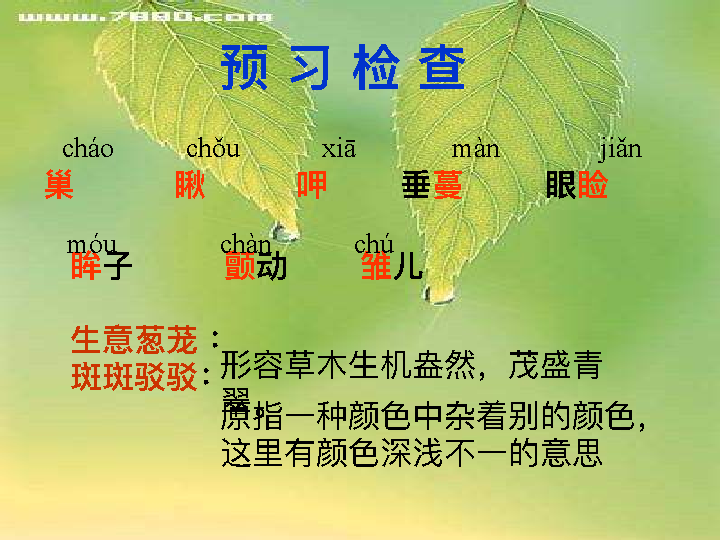 www.7880.com
预习检查
cháo chǒu xiā màn jiǎn
巢 瞅 呷 垂蔓 眼睑
móu chàn chú
眸子 颤动 雏儿
生意葱茏：
形容草木生机盎然，茂盛青
翠。
斑斑驳驳：
原指一种颜色中杂着别的颜色，
这里有颜色深浅不一的意思